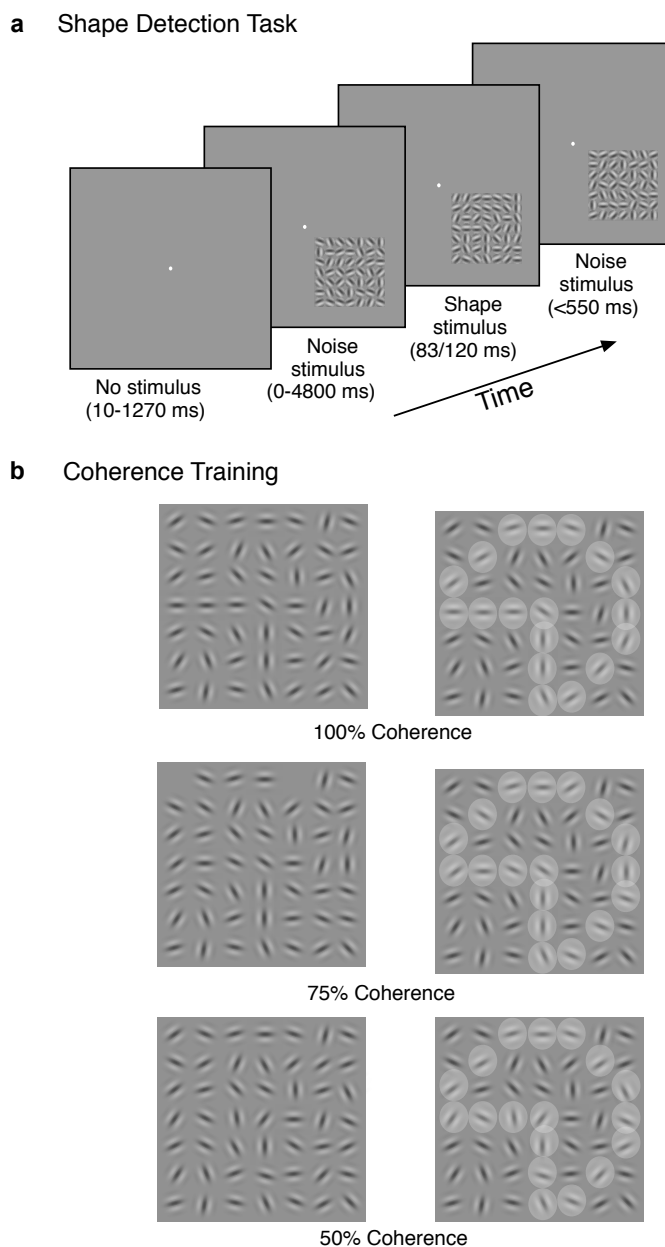 a Shape Detection Task
No stimulus
(10-1270 ms)
Noise
stimulus
(0-4800 ms)
Shape
stimulus
(83/120 ms)
Noise
stimulus
(<550 ms)
Time
b Coherence Training
100% Coherence
75% Coherence
50% Coherence